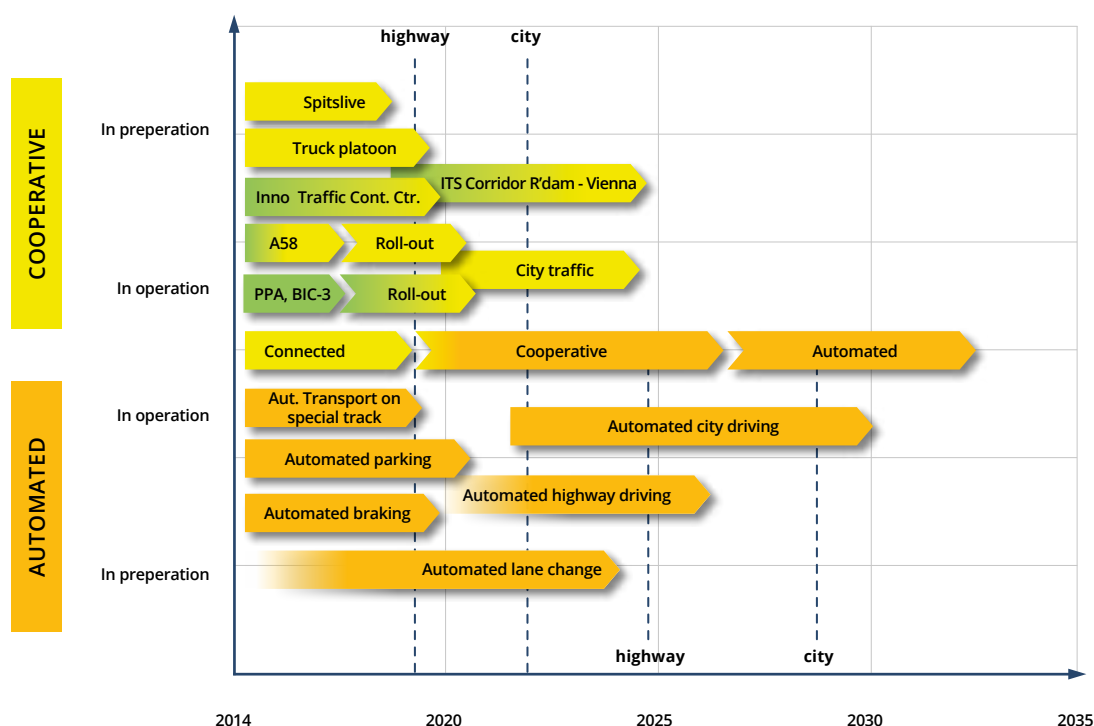 highway
city
COOPERATIVE
In preperation
Spitslive
Truck platoon
ITS Corridor R'dam - Vienna
Inno Traffic Cont. Ctr.
A58
Roll-out
City traffic
In operation
PPA, BIC-3
Roll-out
Connected
Cooperative
Automated
AUTOMATED
In operation
Aut. Transport on
special track
Automated city driving
Automated parking
Automated highway driving
Automated braking
In preperation
Automated lane change
highway
city
2014
2020
2025
2030
2035